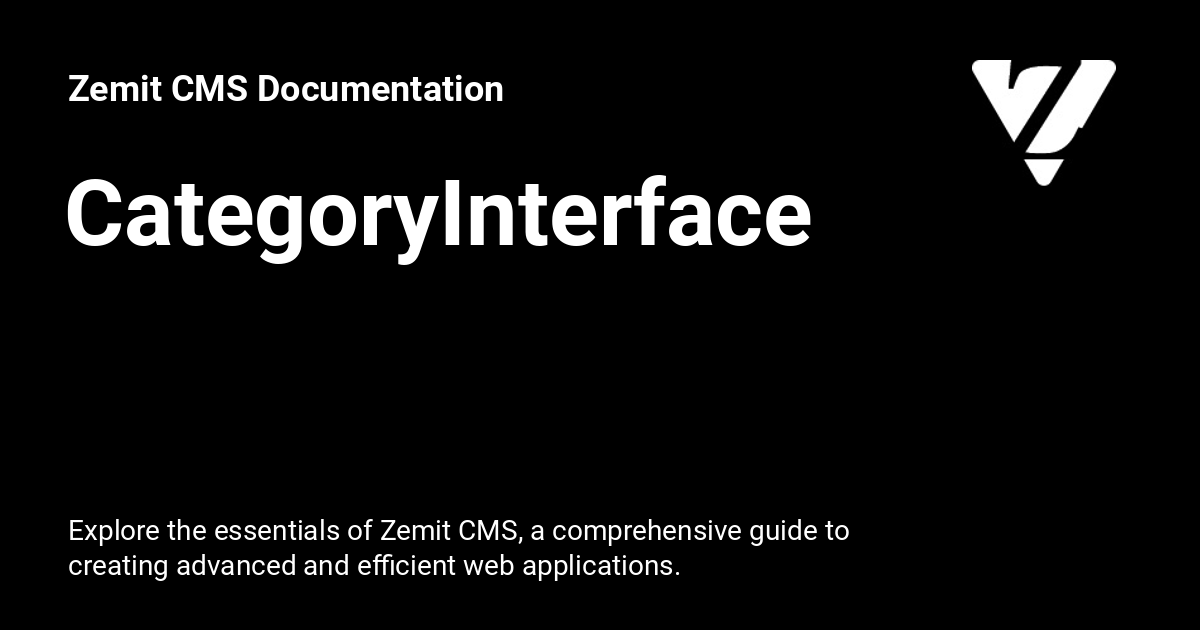 Zemit CMS Documentation
CategoryInterface
Explore the essentials of Zemit CMS, a comprehensive guide to
creating advanced and efficient web applications.